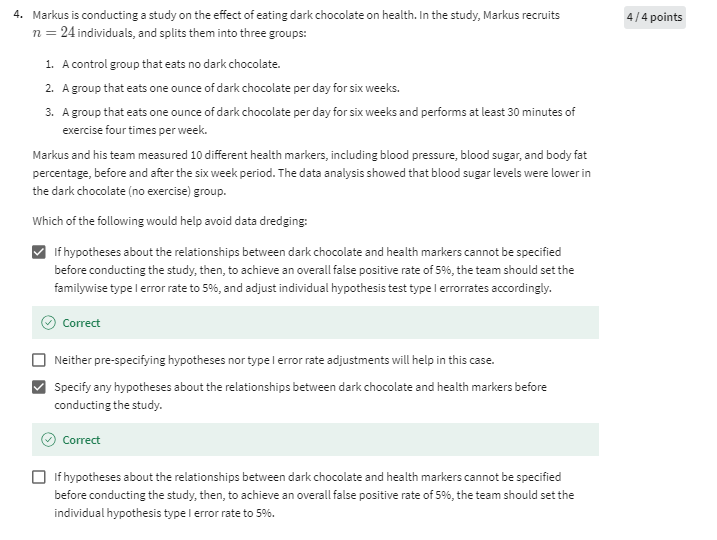 4. Markus is conducting a study on the effect of eating dark chocolate on health. In the study, Markus recruits
4 / 4 points
n = 24 individuals, and splits them into three groups:
1. A control group that eats no dark chocolate.
2. A group that eats one ounce of dark chocolate per day for six weeks.
3. A group that eats one ounce of dark chocolate per day for six weeks and performs at least 30 minutes of
exercise four times per week.
Markus and his team measured 10 different health markers, including blood pressure, blood sugar, and body fat
percentage, before and after the six week period. The data analysis showed that blood sugar levels were lower in
the dark chocolate (no exercise) group.
Which of the following would help avoid data dredging:
If hypotheses about the relationships between dark chocolate and health markers cannot be specified
before conducting the study, then, to achieve an overall false positive rate of 5%, the team should set the
familywise type I error rate to 5%, and adjust individual hypothesis test type I errorrates accordingly.
Correct
Neither pre-specifying hypotheses nor type I error rate adjustments will help in this case.
Specify any hypotheses about the relationships between dark chocolate and health markers before
conducting the study.
Correct
If hypotheses about the relationships between dark chocolate and health markers cannot be specified
before conducting the study, then, to achieve an overall false positive rate of 5%, the team should set the
individual hypothesis type I error rate to 5%.